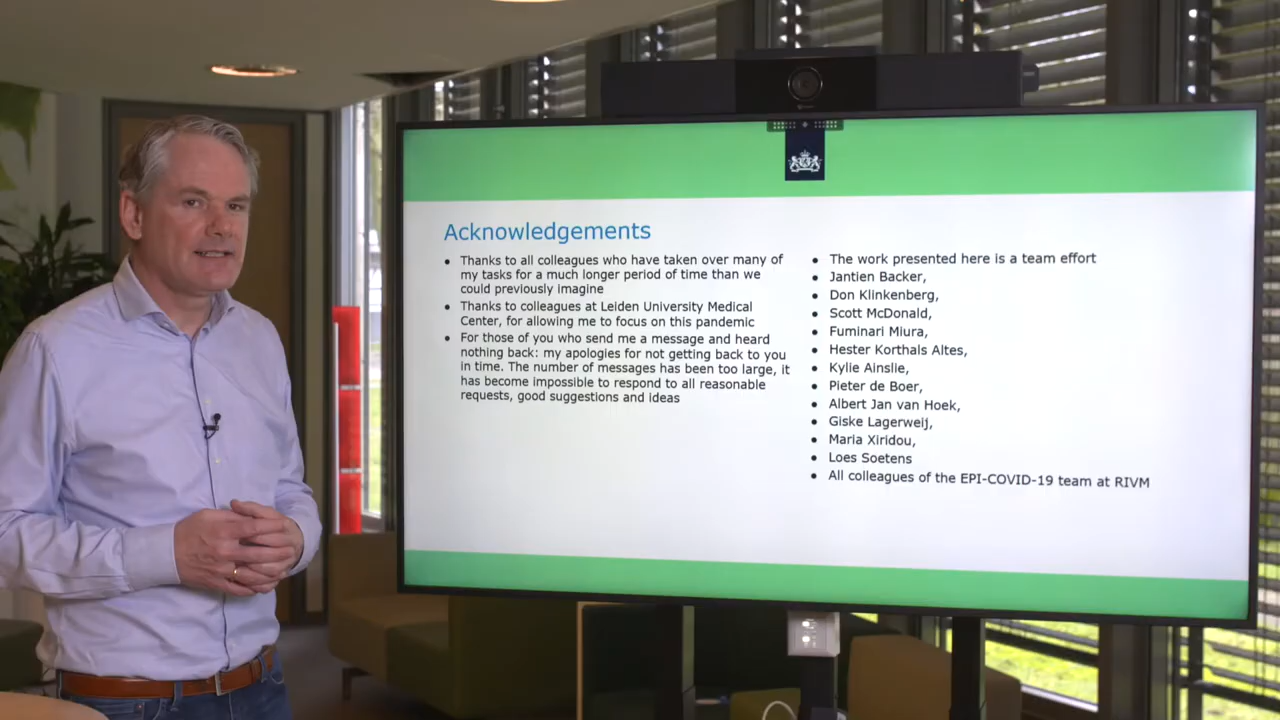 Acknowledgements
• Thanks to all colleagues who have taken over many of
my tasks for a much longer period of time than we
could previously imagine
• Thanks to colleagues at Leiden University Medical
Center, for allowing me to focus on this pandemic
• For those of you who send me a message and heard
nothing back: my apologies for not getting back to you
in time. The number of messages has been too large, it
has become impossible to respond to all reasonable
requests, good suggestions and ideas
• The work presented here is a team effort
• Jantien Backer,
• Don Klinkenberg,
• Scott McDonald,
• Fuminari Miura,
• Hester Korthals Altes,
• Kylie Ainslie,
• Pieter de Boer,
• Albert Jan van Hoek,
• Giske Lagerweij,
• Maria Xiridou,
• Loes Soetens
• All colleagues of the EPI-COVID-19 team at RIVM